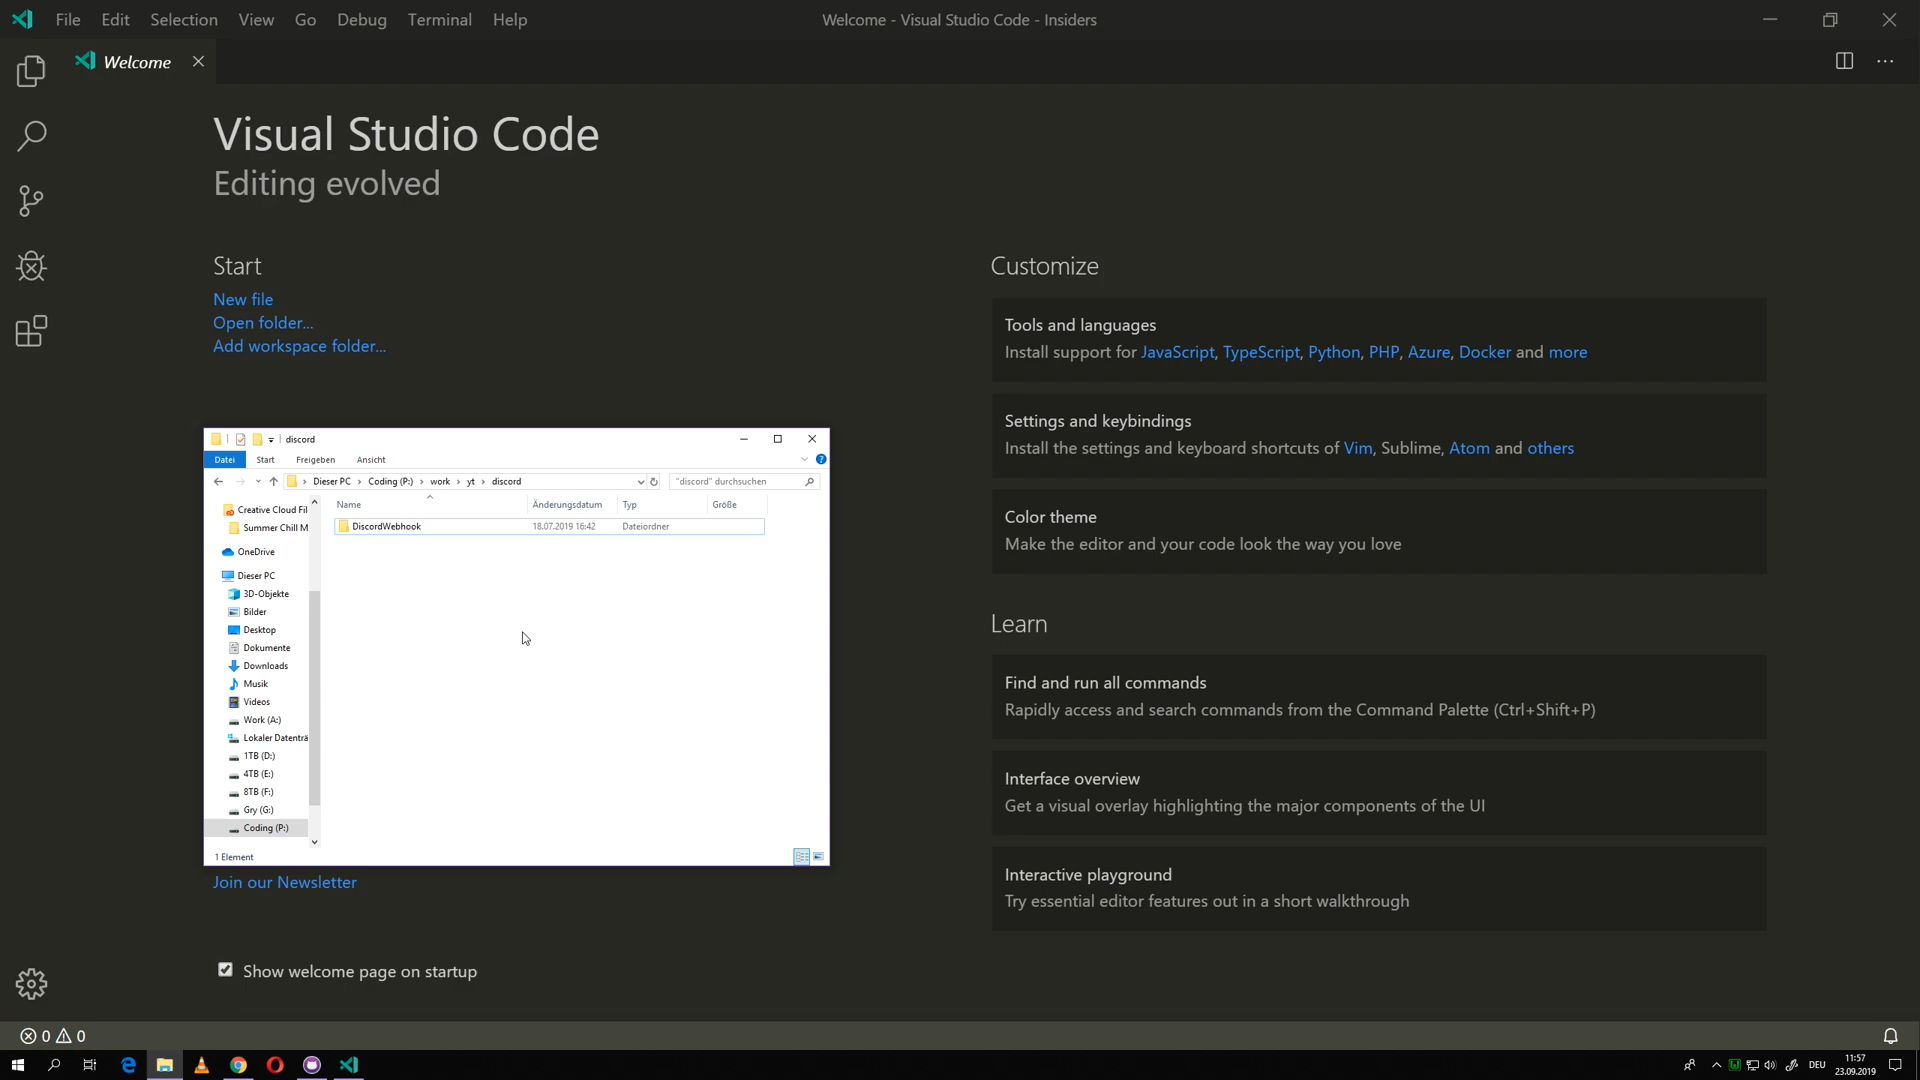 File Edit Selection View Go Debug Terminal Help
Welcome - Visual Studio Code - Insiders
Welcome
Visual Studio Code
Editing evolved
Start
New file
Open folder...
Add workspace folder...
Customize
Tools and languages
Install support for JavaScript, TypeScript, Python, PHP, Azure, Docker and more
Settings and keybindings
Install the settings and keyboard shortcuts of Vim, Sublime, Atom and others
Color theme
Make the editor and your code look the way you love
Learn
Find and run all commands
Rapidly access and search commands from the Command Palette (Ctrl+Shift+P)
Interface overview
Get a visual overlay highlighting the major components of the UI
Interactive playground
Try essential editor features out in a short walkthrough
discord
Datei Start Freigeben Ansicht
Dieser PC Coding (P:) work yt discord
"discord" durchsuchen
Name Änderungsdatum Typ Größe
DiscordWebhook 18.07.2019 16:42 Dateiordner
Creative Cloud Fil
Summer Chill M
OneDrive
Dieser PC
3D-Objekte
Bilder
Desktop
Dokumente
Downloads
Musik
Videos
Work (A:)
Lokaler Datenträ
1TB (D:)
4TB (E:)
8TB (F:)
Gry (G:)
Coding (P:)
1 Element
Join our Newsletter
Show welcome page on startup
0 0
DEU
11:57
23.09.2019